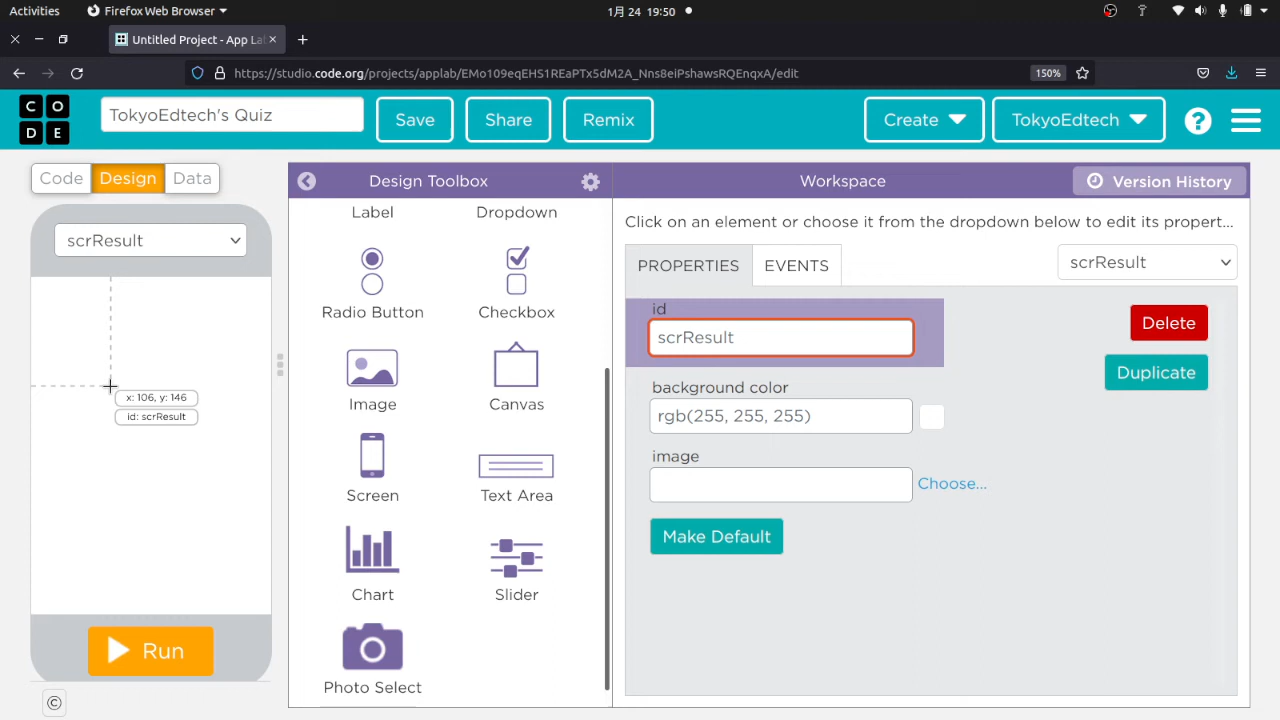 Activities
Firefox Web Browser
1月 24 19:50
Untitled Project - App La
https://studio.code.org/projects/applab/EMo109eqEHS1REaPTx5dM2A_Nns8eiPshawsRQEnqxA/edit
150%
CO
DE
TokyoEdtech's Quiz
Save
Share
Remix
Create
TokyoEdtech
?
Code
Design
Data
Design Toolbox
Workspace
Version History
scrResult
Label
Dropdown
Click on an element or choose it from the dropdown below to edit its propert...
PROPERTIES
EVENTS
scrResult
Radio Button
Checkbox
id
scrResult
Delete
x: 106, y: 146
id: scrResult
Image
Canvas
background color
Duplicate
rgb(255, 255, 255)
Screen
Text Area
image
Choose...
Make Default
Chart
Slider
Run
Photo Select
©